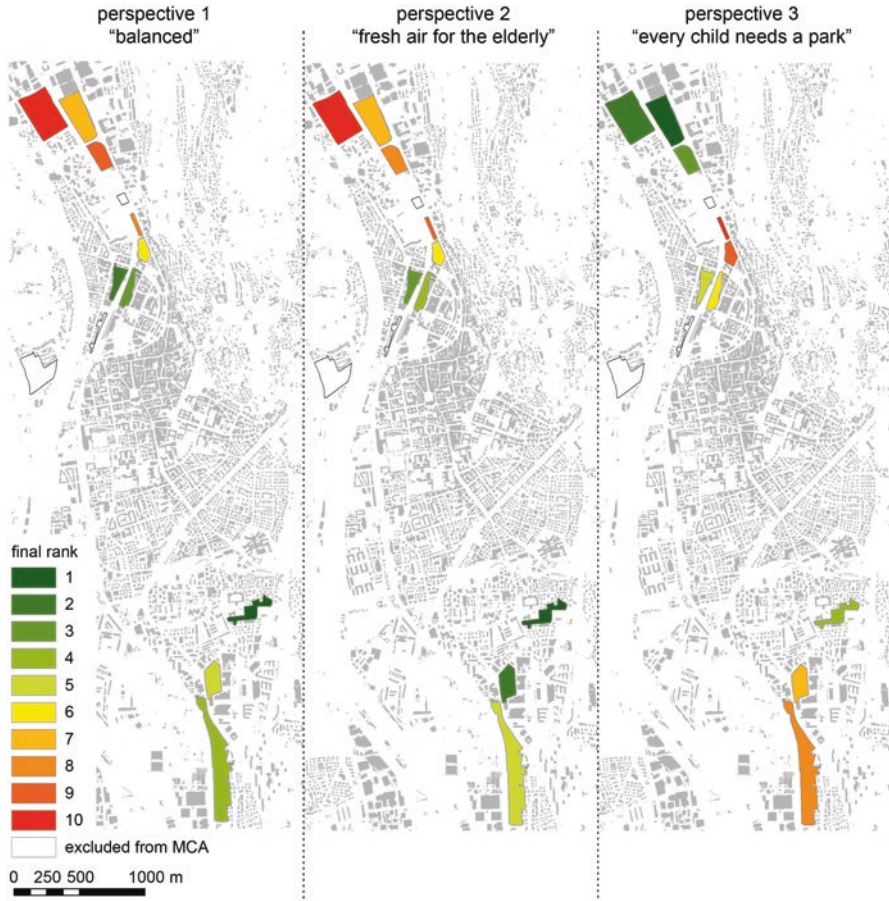 perspective 1
“balanced”
perspective 2
“fresh air for the elderly”
perspective 3
“every child needs a park”
final rank
1
2
3
4
5
6
7
8
9
10
excluded from MCA
0 250 500 1000 m